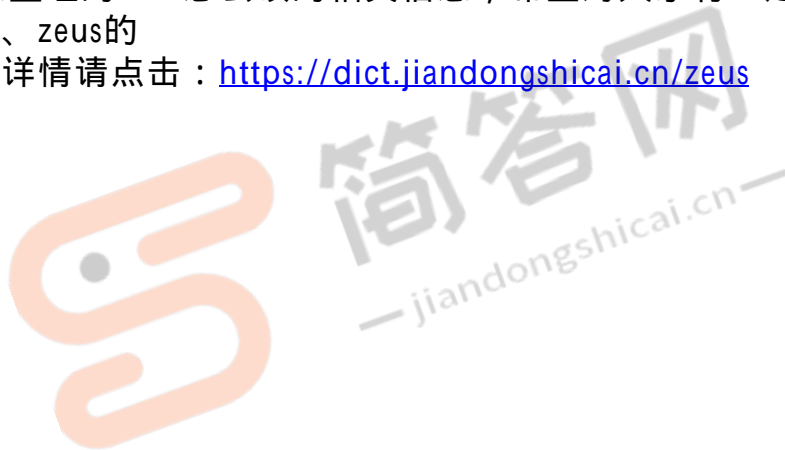 、zeus的
详情请点击：https://dict.jiandongshicai.cn/zeus
简答网
jiandongshicai.cn